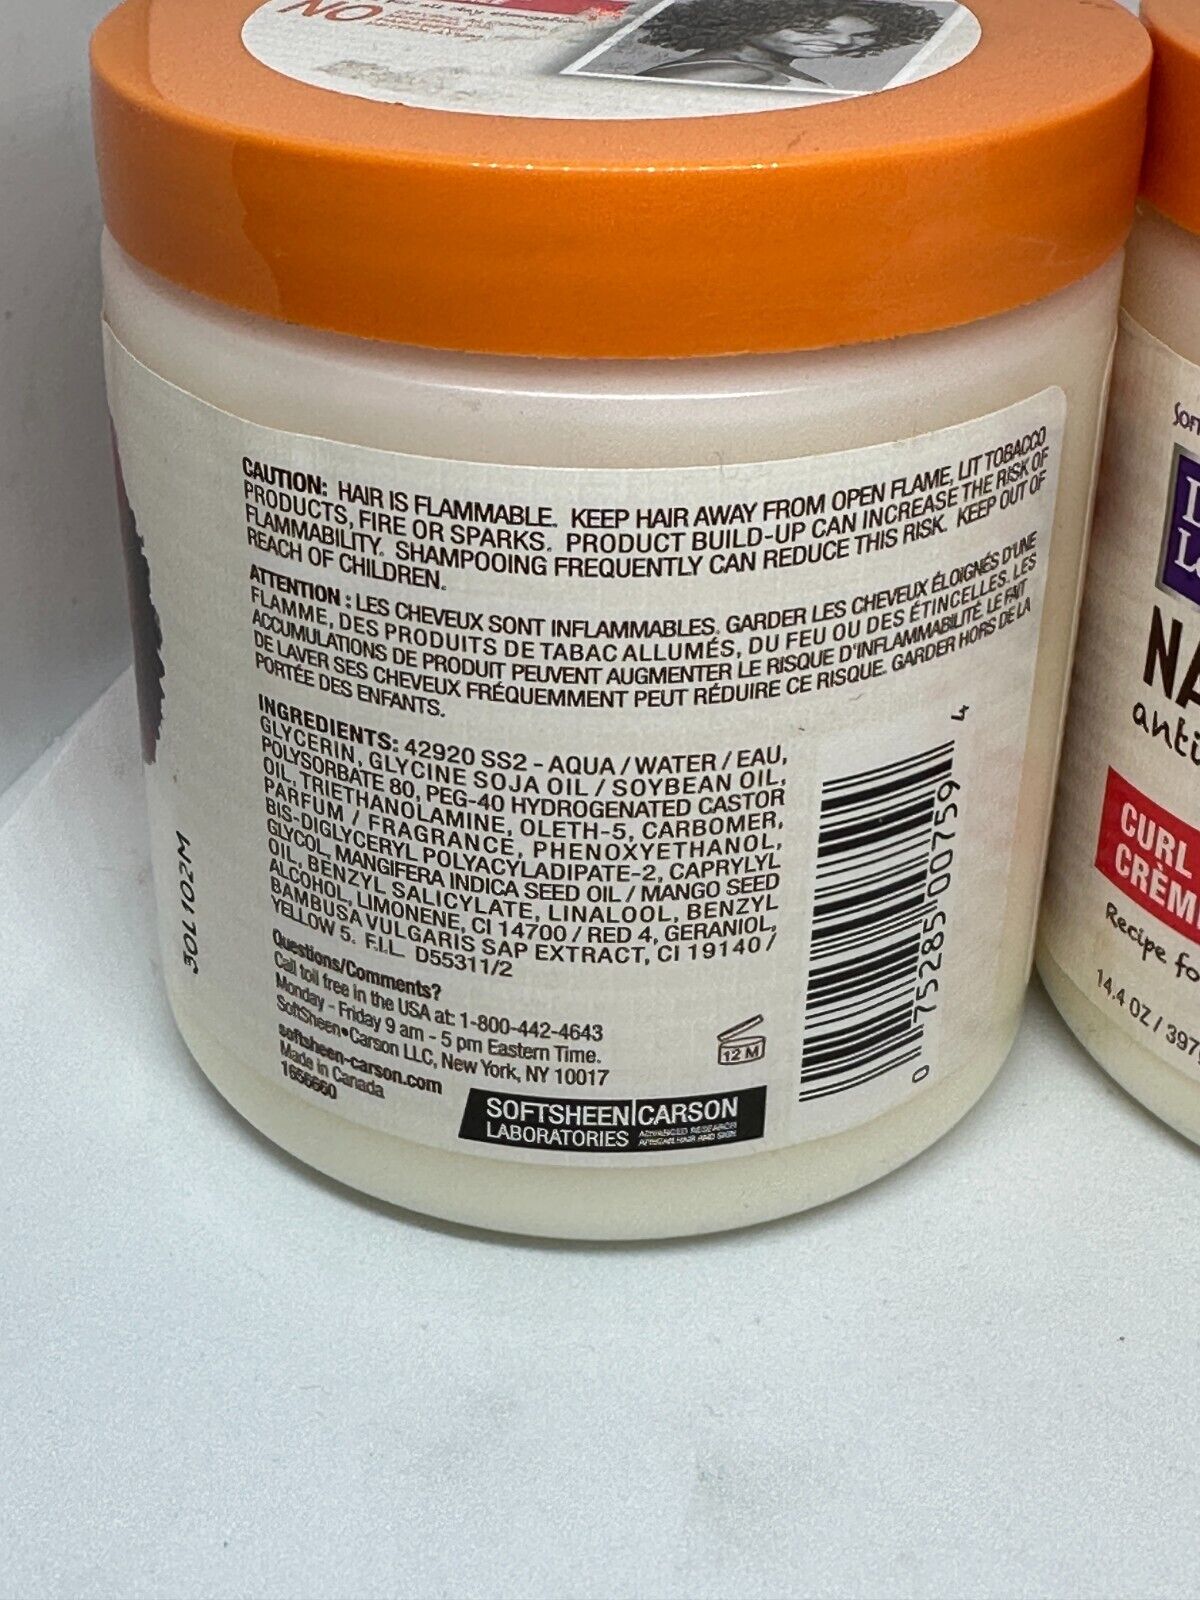 NO
CAUTION: HAIR IS FLAMMABLE. KEEP HAIR AWAY FROM OPEN FLAME, LIT TOBACCO
PRODUCTS, FIRE OR SPARKS. PRODUCT BUILD-UP CAN INCREASE THE RISK OF
FLAMMABILITY. SHAMPOOING FREQUENTLY CAN REDUCE THIS RISK. KEEP OUT OF
REACH OF CHILDREN.
ATTENTION : LES CHEVEUX SONT INFLAMMABLES. GARDER LES CHEVEUX ÉLOIGNÉS D'UNE
FLAMME, DES PRODUITS DE TABAC ALLUMÉS, DU FEU OU DES ÉTINCELLES. LES
ACCUMULATIONS DE PRODUIT PEUVENT AUGMENTER LE RISQUE D'INFLAMMABILITÉ. LE FAIT
DE LAVER SES CHEVEUX FRÉQUEMMENT PEUT RÉDUIRE CE RISQUE. GARDER HORS DE LA
PORTÉE DES ENFANTS.
INGREDIENTS: 42920 SS2 - AQUA / WATER / EAU,
GLYCERIN, GLYCINE SOJA OIL / SOYBEAN OIL,
POLYSORBATE 80, PEG-40 HYDROGENATED CASTOR
OIL, TRIETHANOLAMINE, OLETH-5, CARBOMER,
PARFUM / FRAGRANCE, PHENOXYETHANOL,
BIS-DIGLYCERYL POLYACYLADIPATE-2, CAPRYLYL
GLYCOL, MANGIFERA INDICA SEED OIL / MANGO SEED
OIL, BENZYL SALICYLATE, LINALOOL, BENZYL
ALCOHOL, LIMONENE, CI 14700 / RED 4, GERANIOL,
BAMBUSA VULGARIS SAP EXTRACT, CI 19140 /
YELLOW 5. F.I.L. D55311/2
Questions/Comments?
Call toll free in the USA at: 1-800-442-4643
Monday - Friday 9 am - 5 pm Eastern Time.
SoftSheen•Carson LLC, New York, NY 10017
softsheen-carson.com
Made in Canada
1656660
12 M
SOFTSHEEN|CARSON
LABORATORIES
ADVANCED RESEARCH
AFRICAN HAIR AND SKIN
0 75285 00759 4
30L102M
NA
anti
CURL
CRÈM
Recipe fo
14.4 OZ / 397g